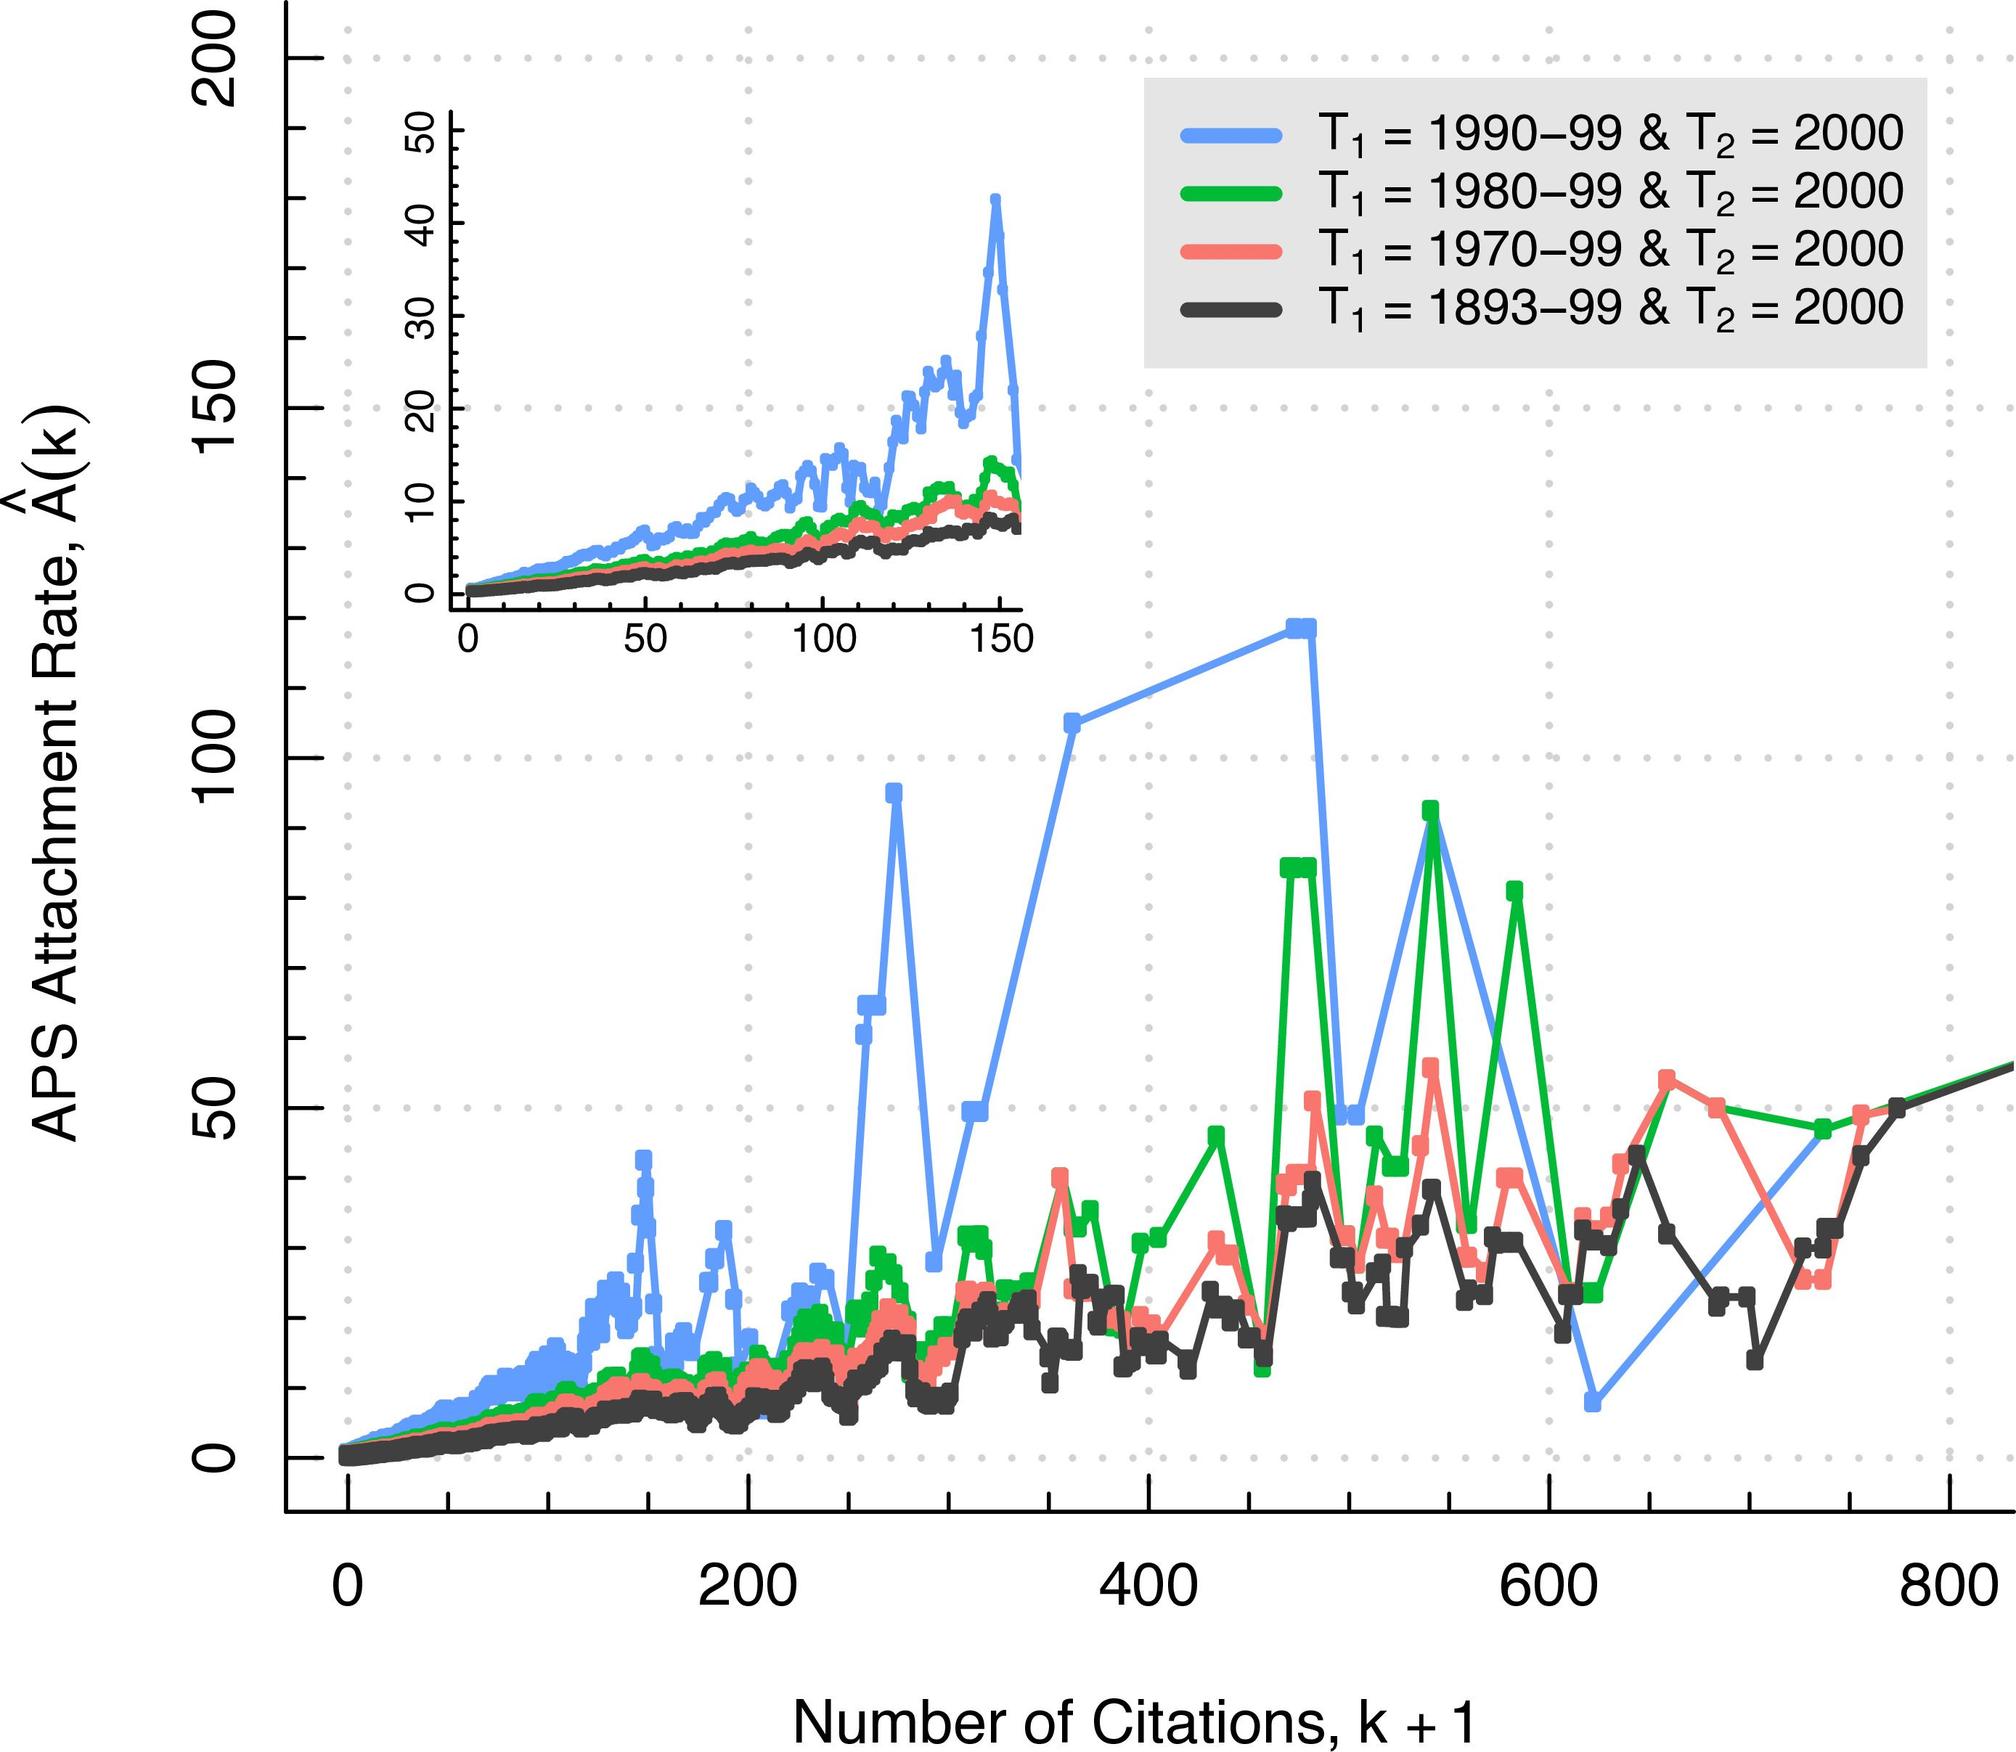 APS Attachment Rate, Â(k)
200
150
100
50
0
50
40
30
20
10
0
0 50 100 150
T₁ = 1990–99 & T₂ = 2000
T₁ = 1980–99 & T₂ = 2000
T₁ = 1970–99 & T₂ = 2000
T₁ = 1893–99 & T₂ = 2000
0 200 400 600 800
Number of Citations, k + 1